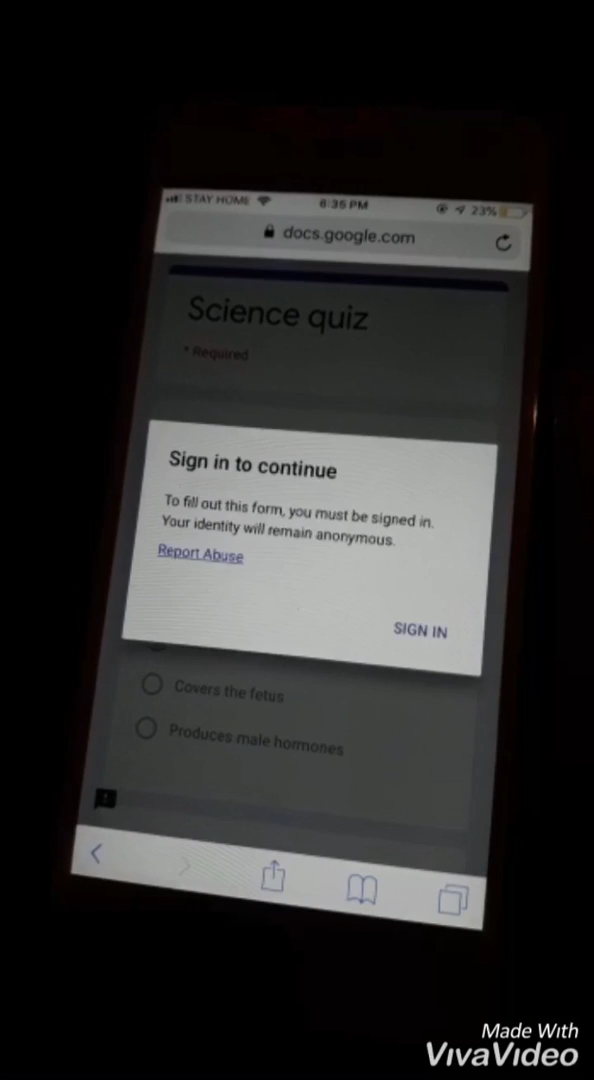 STAY HOME 6:35 PM 23%
docs.google.com
Science quiz
* Required
Sign in to continue
To fill out this form, you must be signed in.
Your identity will remain anonymous.
Report Abuse
SIGN IN
Covers the fetus
Produces male hormones
Made With
VivaVideo